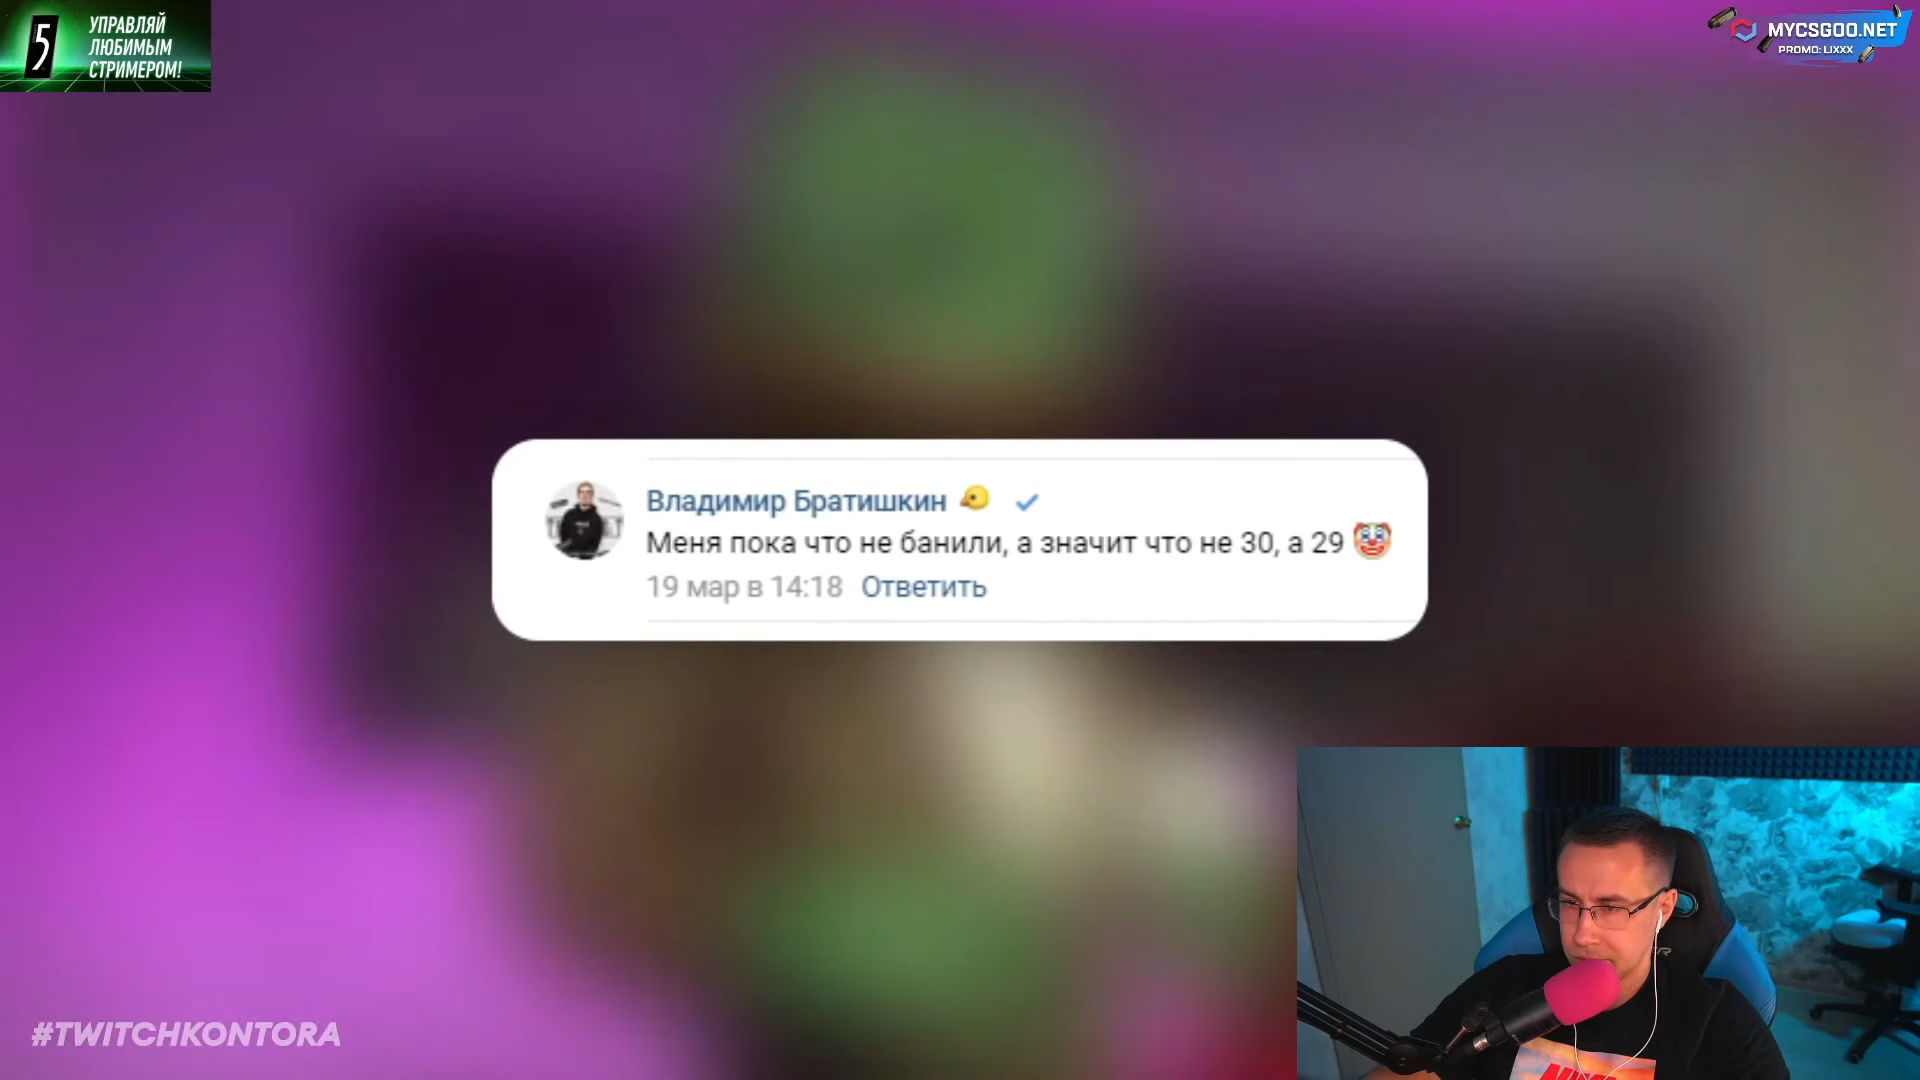 5
УПРАВЛЯЙ
ЛЮБИМЫМ
СТРИМЕРОМ!
MYCSGOO.NET
PROMO: LIXXX
Владимир Братишкин
Меня пока что не банили, а значит что не 30, а 29 🤡
19 мар в 14:18 Ответить
#TWITCHKONTORA